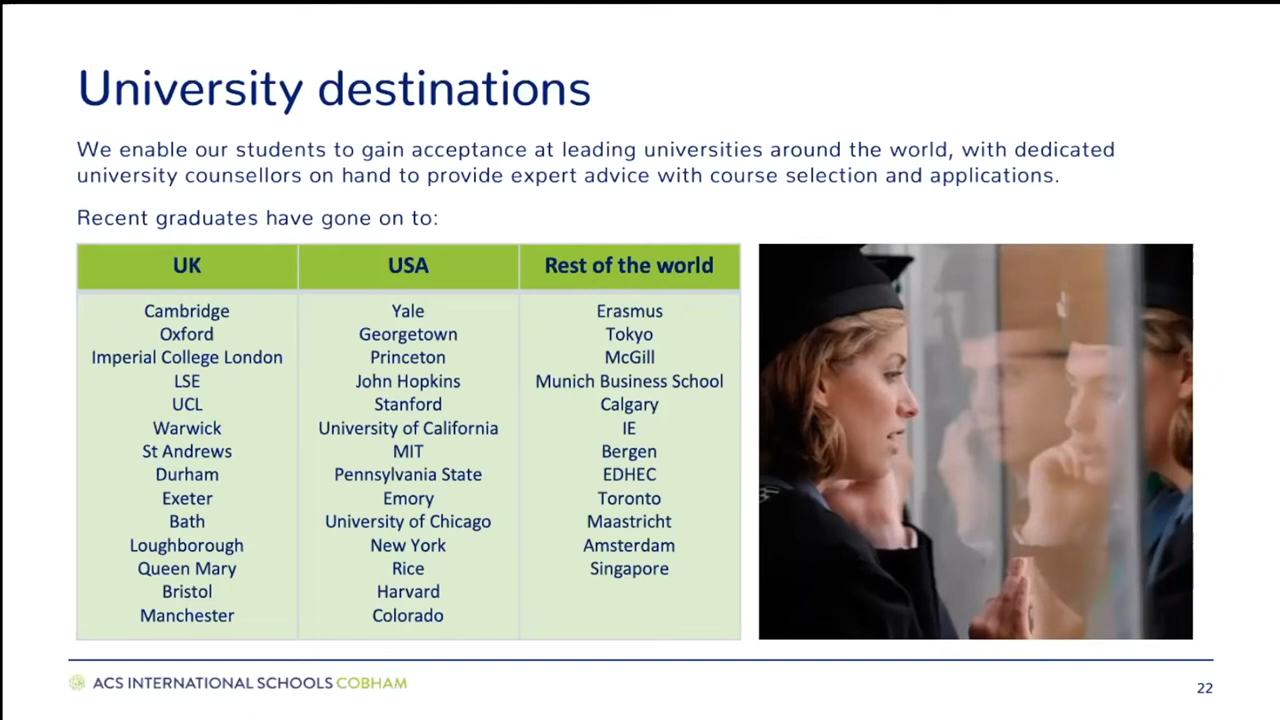 University destinations
We enable our students to gain acceptance at leading universities around the world, with dedicated
university counsellors on hand to provide expert advice with course selection and applications.
Recent graduates have gone on to:
UK
Cambridge
Oxford
Imperial College London
LSE
UCL
Warwick
St Andrews
Durham
Exeter
Bath
Loughborough
Queen Mary
Bristol
Manchester
USA
Yale
Georgetown
Princeton
John Hopkins
Stanford
University of California
MIT
Pennsylvania State
Emory
University of Chicago
New York
Rice
Harvard
Colorado
Rest of the world
Erasmus
Tokyo
McGill
Munich Business School
Calgary
IE
Bergen
EDHEC
Toronto
Maastricht
Amsterdam
Singapore
ACS INTERNATIONAL SCHOOLS COBHAM
22